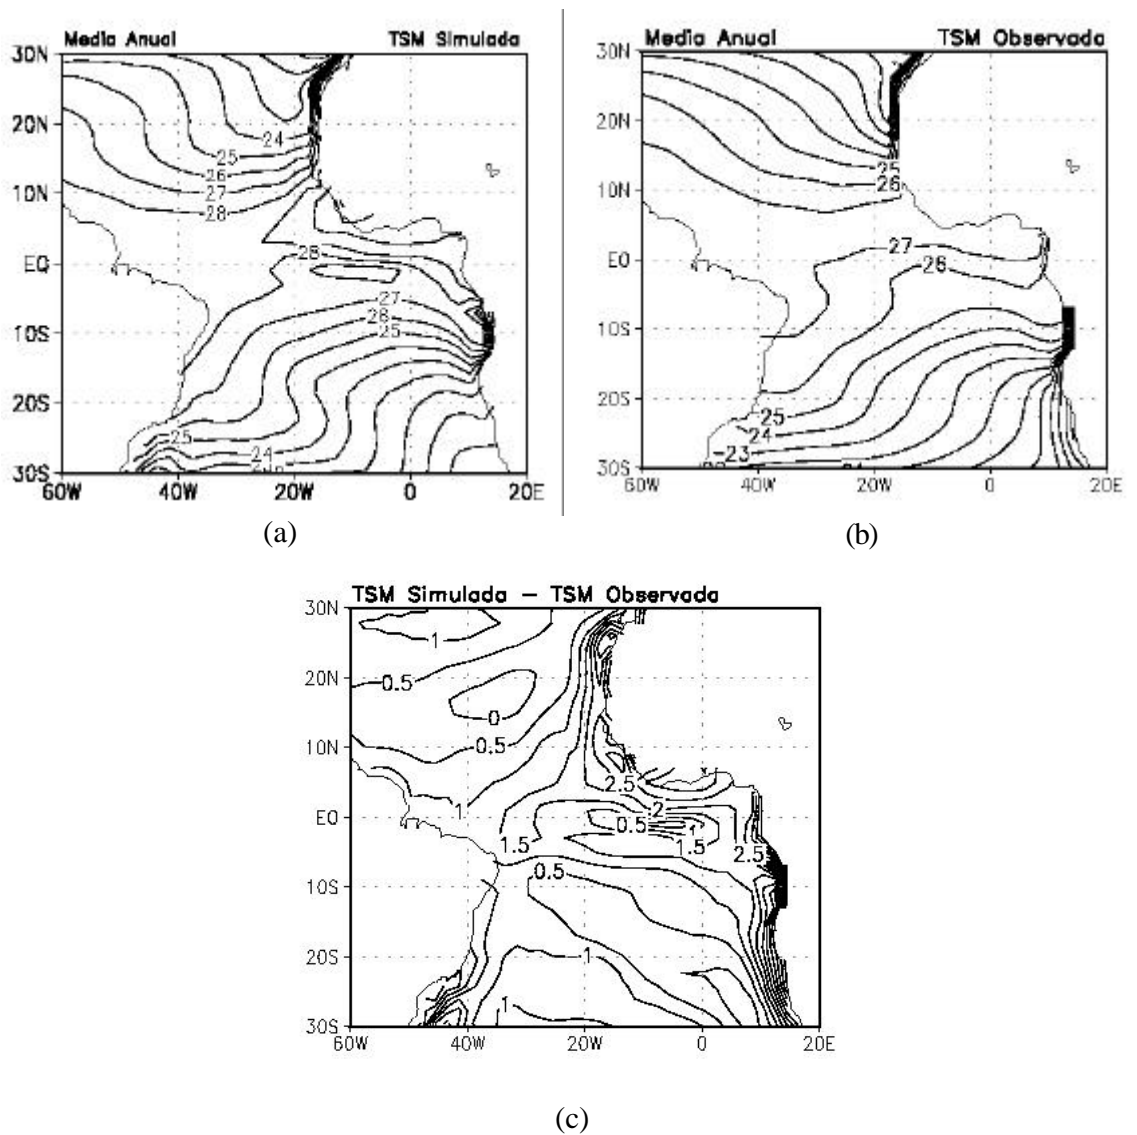 Media Anual TSM Simulada
30N
20N
10N
EQ
10S
20S
30S
60W 40W 20W 0 20E
24
25
26
27
28
28
27
26
25
25
24
(a)
Media Anual TSM Observada
30N
20N
10N
EQ
10S
20S
30S
60W 40W 20W 0 20E
25
26
27
26
25
24
23
(b)
TSM Simulada – TSM Observada
30N
20N
10N
EQ
10S
20S
30S
60W 40W 20W 0 20E
1
0.5
0
0.5
1
2.5
2
0.5
1
1.5
1.5
2.5
0.5
1
1
(c)